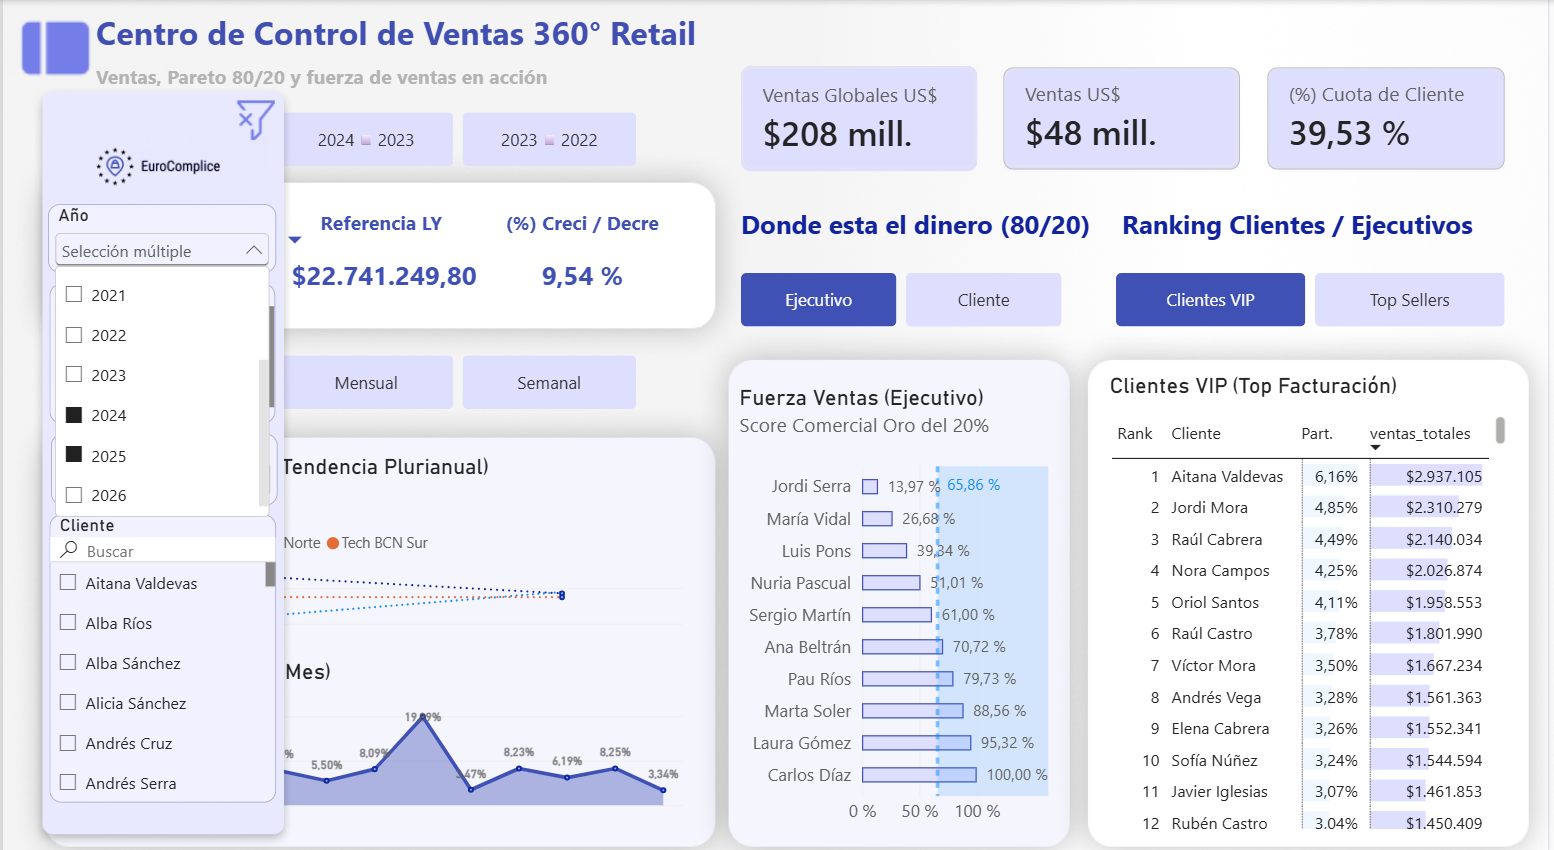 Centro de Control de Ventas 360° Retail
Ventas, Pareto 80/20 y fuerza de ventas en acción
EuroComplice
Año
Selección múltiple
2021
2022
2023
2024
2025
2026
Cliente
Buscar
Aitana Valdevas
Alba Ríos
Alba Sánchez
Alicia Sánchez
Andrés Cruz
Andrés Serra
2024 2023
2023 2022
Referencia LY
(%) Creci / Decre
$22.741.249,80
9,54 %
Mensual
Semanal
Tendencia Plurianual)
Norte Tech BCN Sur
Mes)
5,50%
8,09%
8,23%
6,19%
8,25%
3,34%
Ventas Globales US$
$208 mill.
Ventas US$
$48 mill.
(%) Cuota de Cliente
39,53 %
Donde esta el dinero (80/20)
Ejecutivo
Cliente
Fuerza Ventas (Ejecutivo)
Score Comercial Oro del 20%
65,86 %
Jordi Serra 13,97 %
María Vidal 26,68 %
Luis Pons 39,34 %
Nuria Pascual 51,01 %
Sergio Martín 61,00 %
Ana Beltrán 70,72 %
Pau Ríos 79,73 %
Marta Soler 88,56 %
Laura Gómez 95,32 %
Carlos Díaz 100,00 %
0 % 50 % 100 %
Ranking Clientes / Ejecutivos
Clientes VIP
Top Sellers
Clientes VIP (Top Facturación)
Rank Cliente Part. ventas_totales
1 Aitana Valdevas 6,16% $2.937.105
2 Jordi Mora 4,85% $2.310.279
3 Raúl Cabrera 4,49% $2.140.034
4 Nora Campos 4,25% $2.026.874
5 Oriol Santos 4,11% $1.958.553
6 Raúl Castro 3,78% $1.801.990
7 Víctor Mora 3,50% $1.667.234
8 Andrés Vega 3,28% $1.561.363
9 Elena Cabrera 3,26% $1.552.341
10 Sofía Núñez 3,24% $1.544.594
11 Javier Iglesias 3,07% $1.461.853
12 Rubén Castro 3,04% $1.450.409